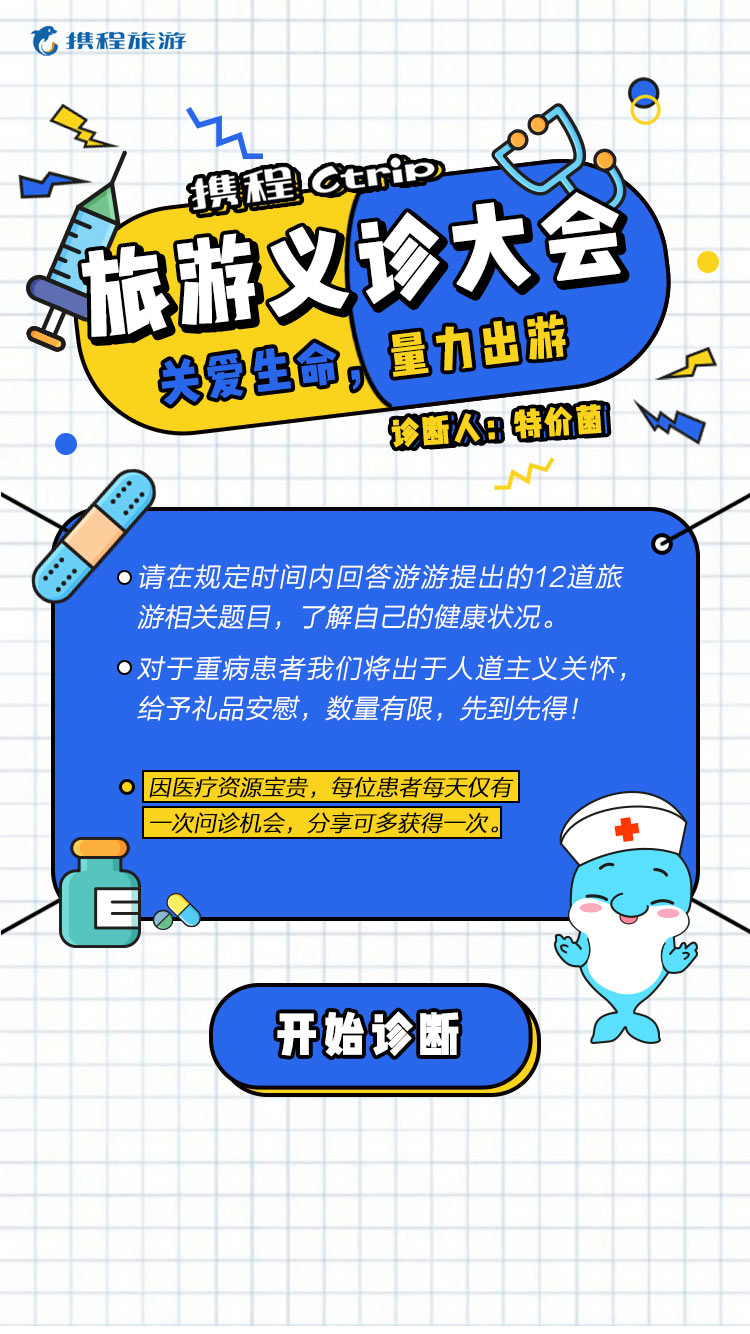 携程旅游
携程 Ctrip
旅游义诊大会
关爱生命，量力出游
诊断人：特价菌
请在规定时间内回答游游提出的12道旅
游相关题目，了解自己的健康状况。
对于重病患者我们将出于人道主义关怀，
给予礼品安慰，数量有限，先到先得！
因医疗资源宝贵，每位患者每天仅有
一次问诊机会，分享可多获得一次。
开始诊断